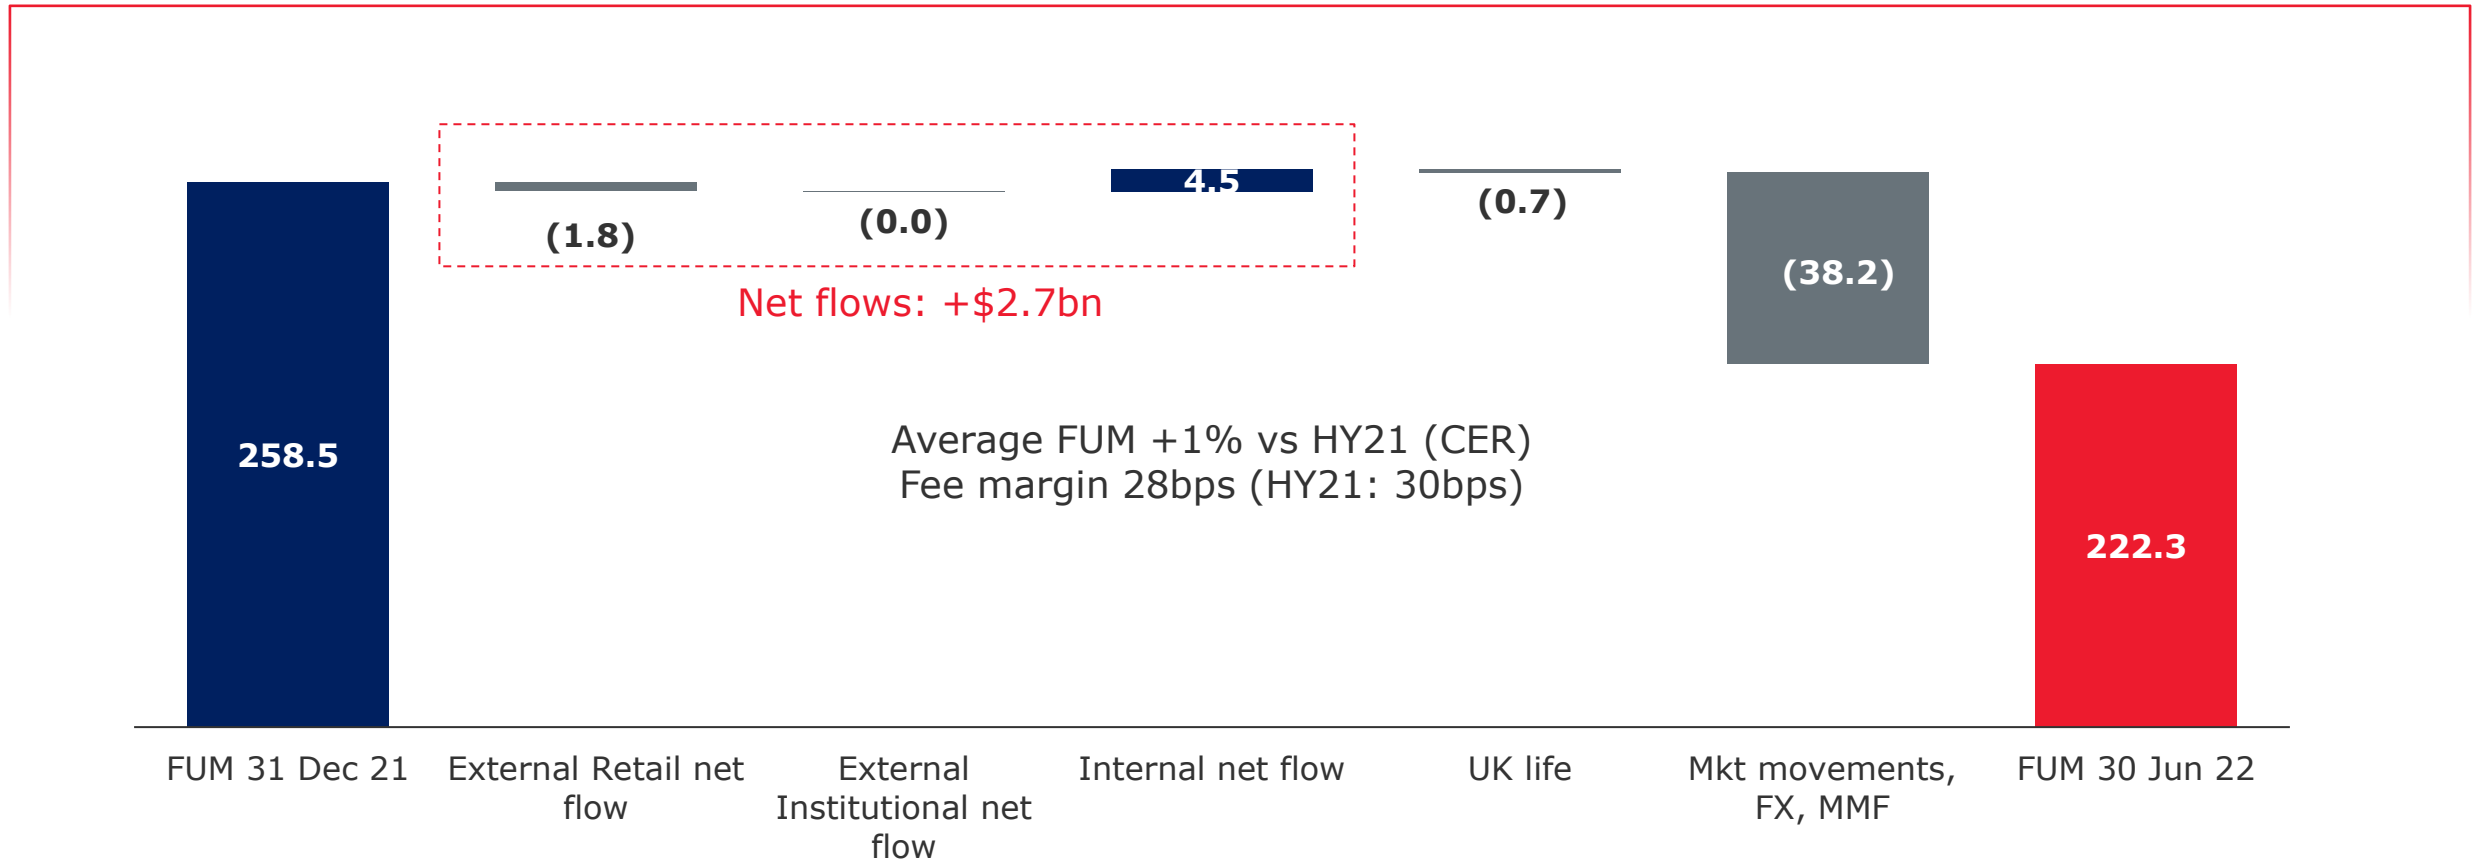 4.5
(0.7)
(1.8)
(0.0)
(38.2)
Net flows: +$2.7bn
258.5
Average FUM +1% vs HY21 (CER)
Fee margin 28bps (HY21: 30bps)
222.3
FUM 31 Dec 21
External Retail net
flow
External
Institutional net
flow
Internal net flow
UK life
Mkt movements,
FX, MMF
FUM 30 Jun 22